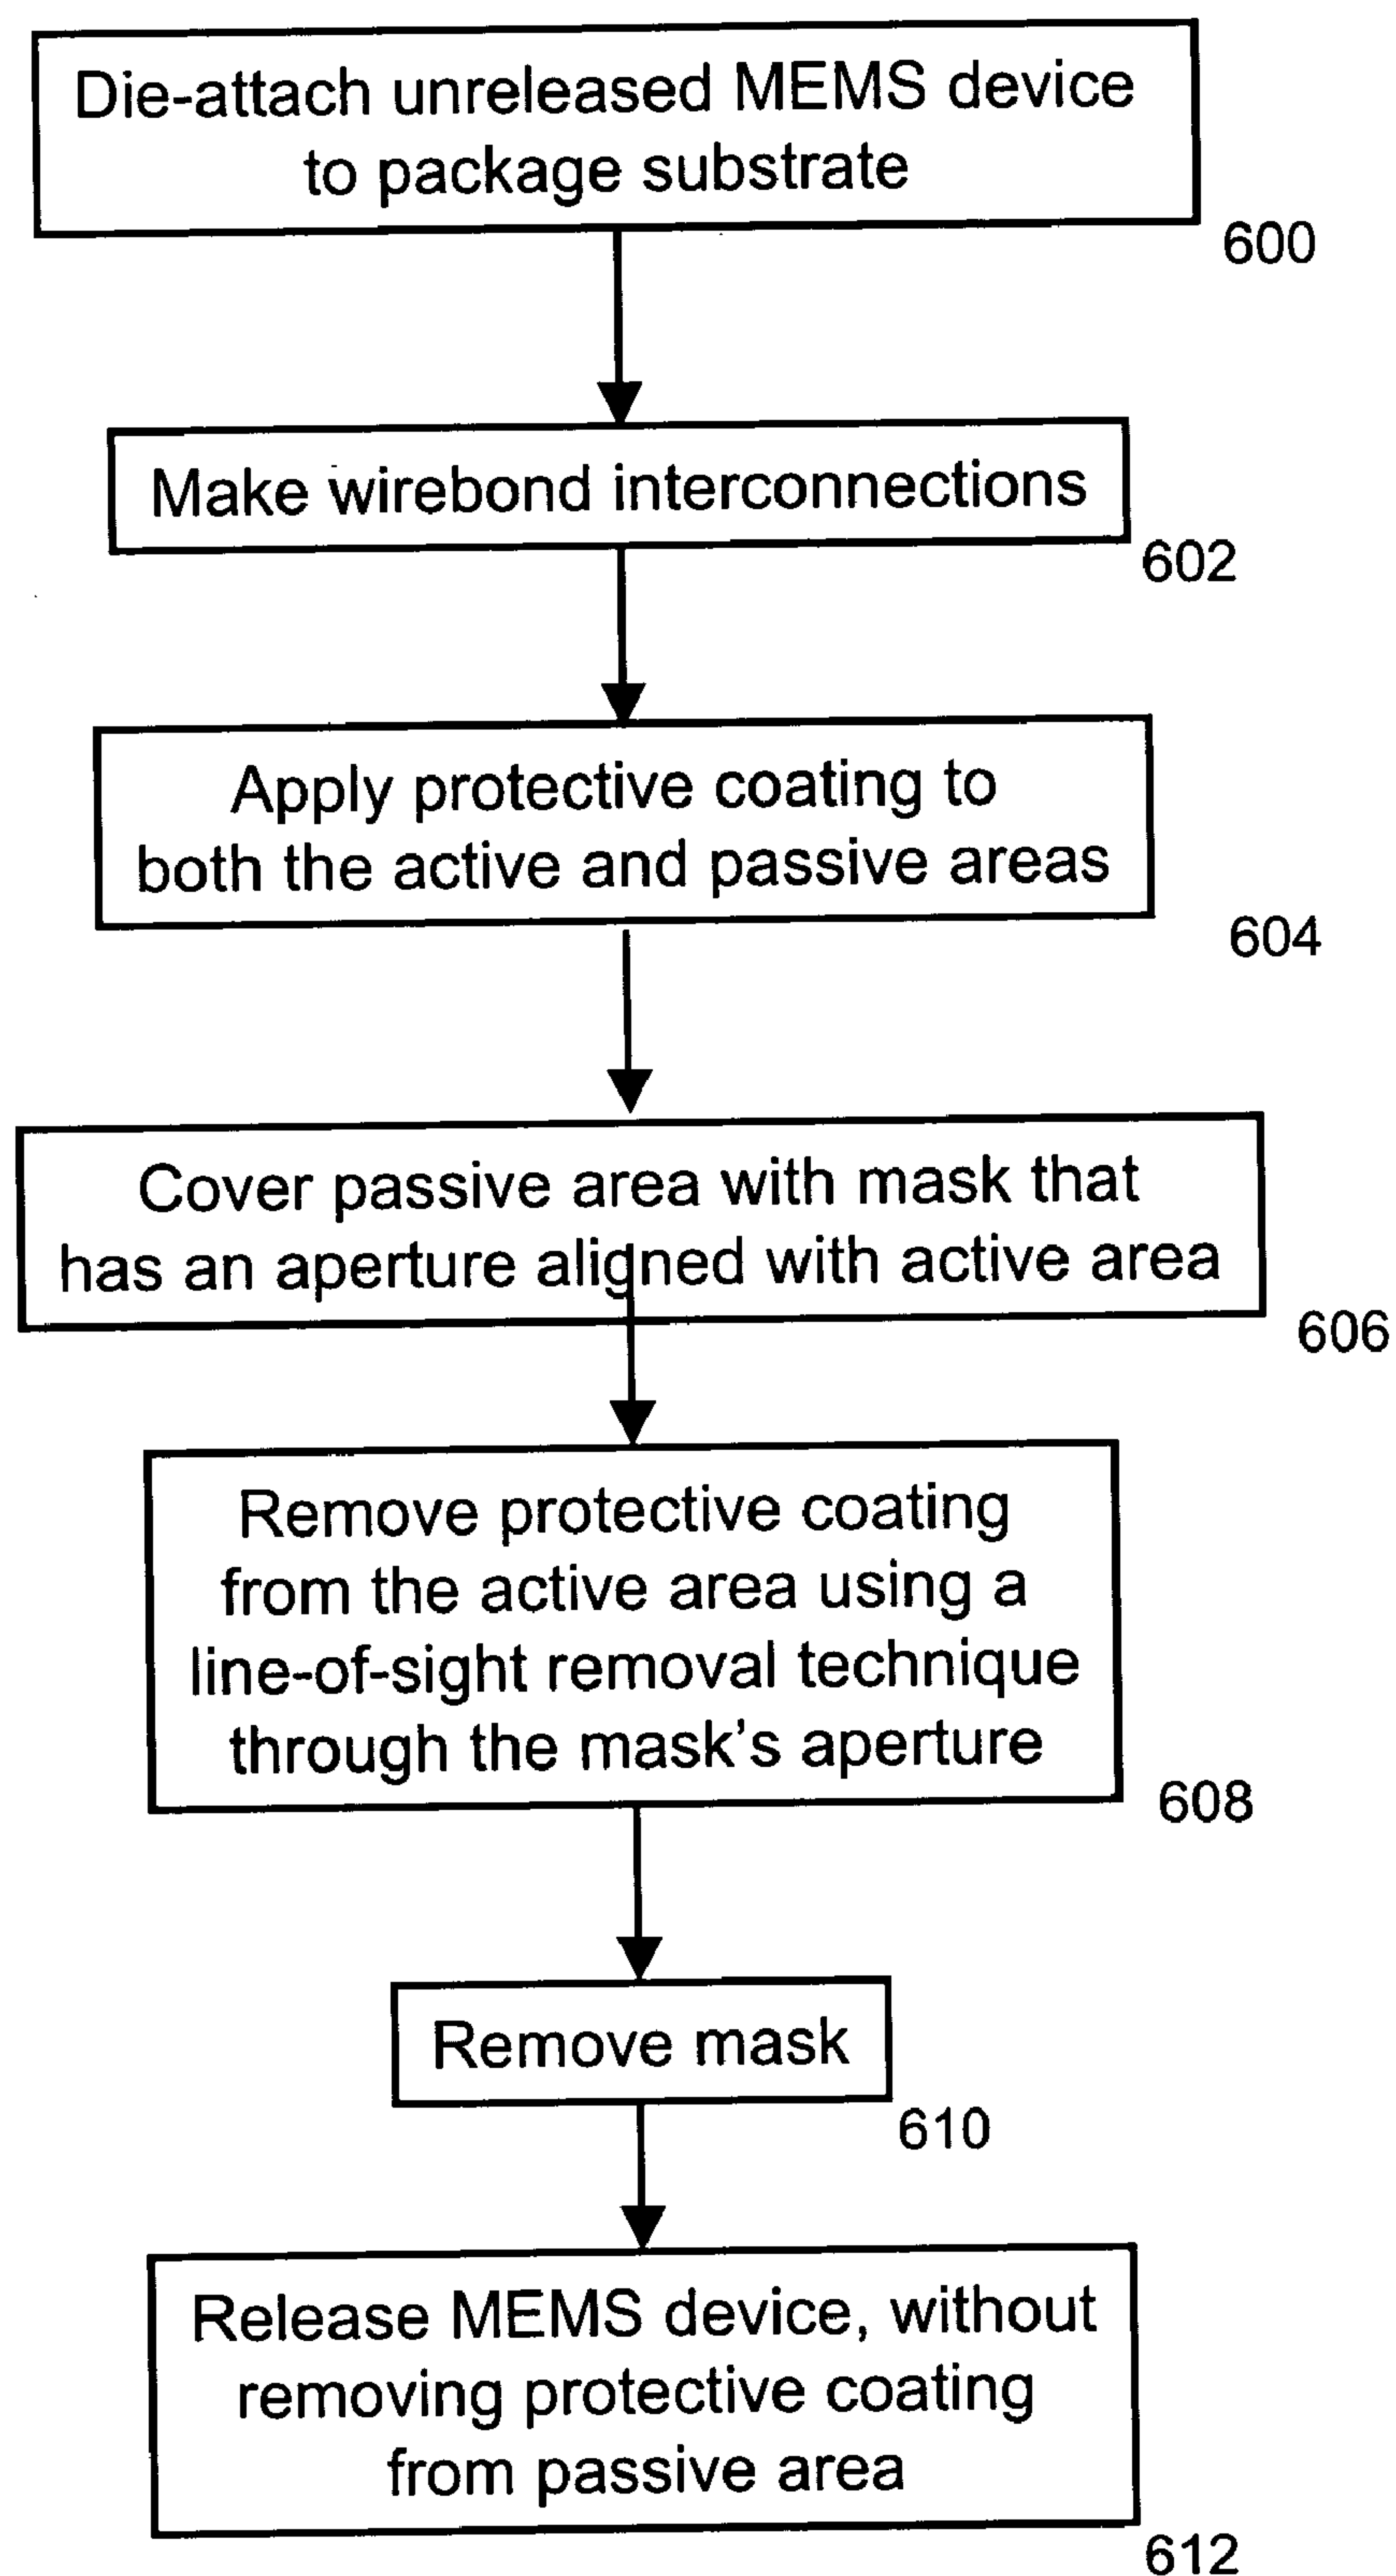 Die-attach unreleased MEMS device
to package substrate
600
Make wirebond interconnections
602
Apply protective coating to
both the active and passive areas
604
Cover passive area with mask that
has an aperture aligned with active area
606
Remove protective coating
from the active area using a
line-of-sight removal technique
through the mask's aperture
608
Remove mask
610
Release MEMS device, without
removing protective coating
from passive area
612